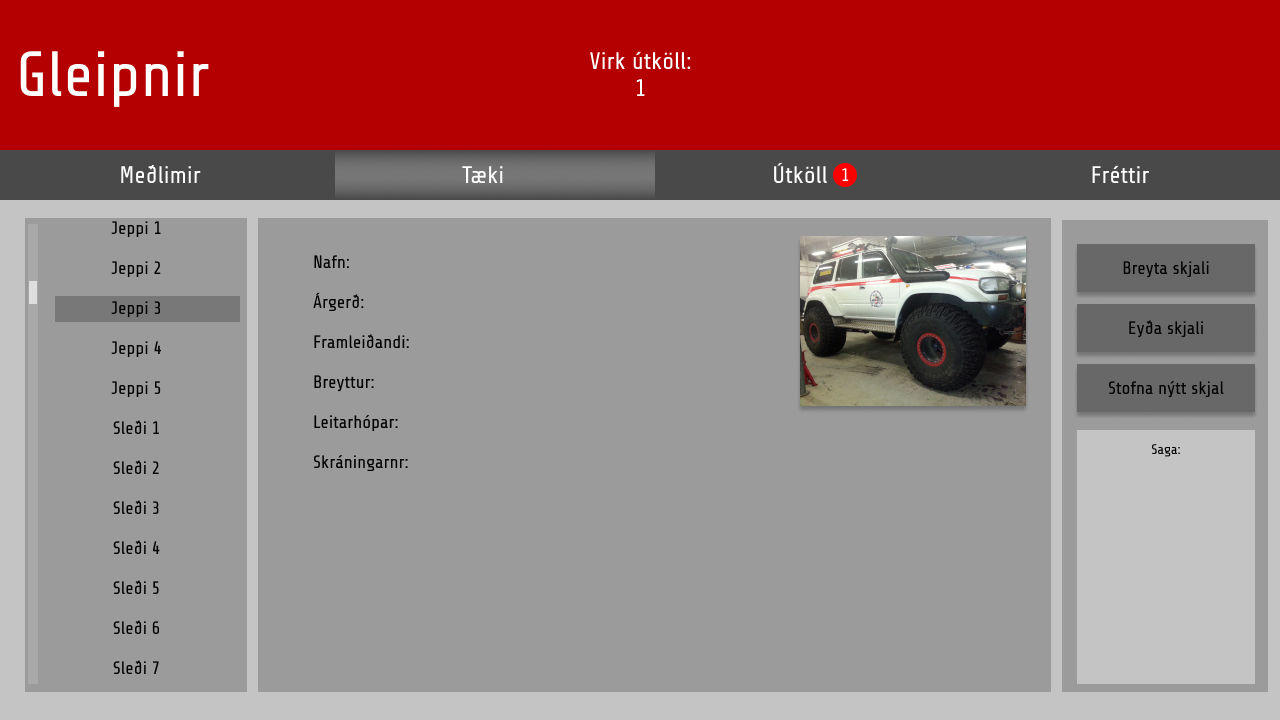 Gleipnir
Virk útköll:
1
Meðlimir
Tæki
Útköll 1
Fréttir
Jeppi 1
Jeppi 2
Jeppi 3
Jeppi 4
Jeppi 5
Sleði 1
Sleði 2
Sleði 3
Sleði 4
Sleði 5
Sleði 6
Sleði 7
Nafn:
Árgerð:
Framleiðandi:
Breyttur:
Leitarhópar:
Skráningarnr:
Breyta skjali
Eyða skjali
Stofna nýtt skjal
Saga: